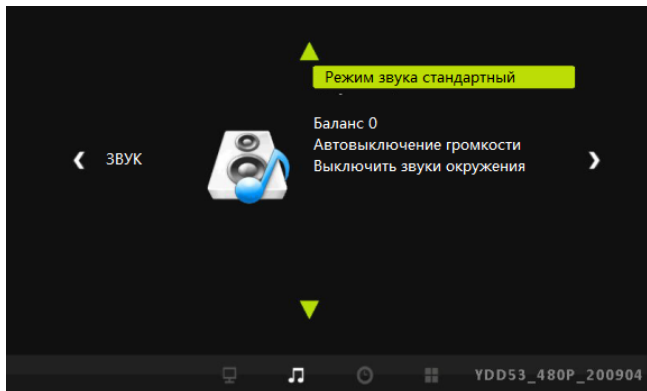 Режим звука стандартный
Баланс 0
ЗВУК
Автовыключение громкости
Выключить звуки окружения
YDD53_480P_200904